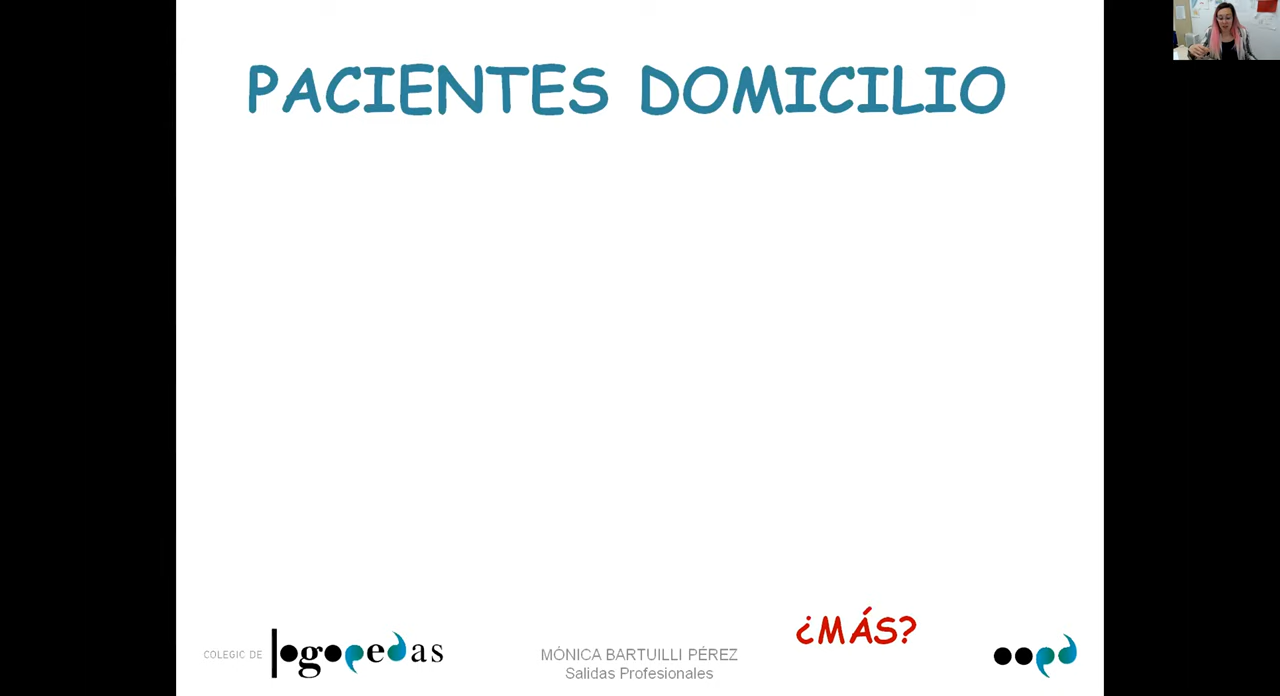 PACIENTES DOMICILIO
¿MÁS?
COLEGIC DE logopedas
MÓNICA BARTUILLI PÉREZ
Salidas Profesionales